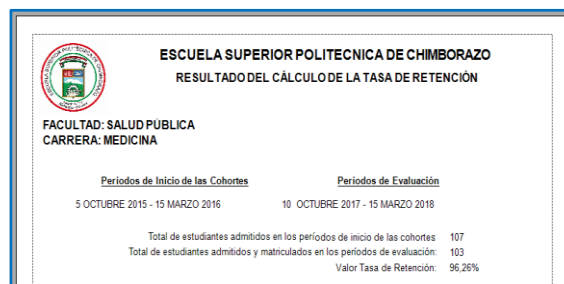 ESCUELA SUPERIOR POLITECNICA DE CHIMBORAZO
RESULTADO DEL CÁLCULO DE LA TASA DE RETENCIÓN
FACULTAD: SALUD PÚBLICA
CARRERA: MEDICINA
Periodos de Inicio de las Cohortes Periodos de Evaluación
5 OCTUBRE 2015 - 15 MARZO 2016 10 OCTUBRE 2017 - 15 MARZO 2018
Total de estudiantes admitidos en los períodos de inicio de las cohortes 107
Total de estudiantes admitidos y matriculados en los períodos de evaluación: 103
Valor Tasa de Retención: 96,26%